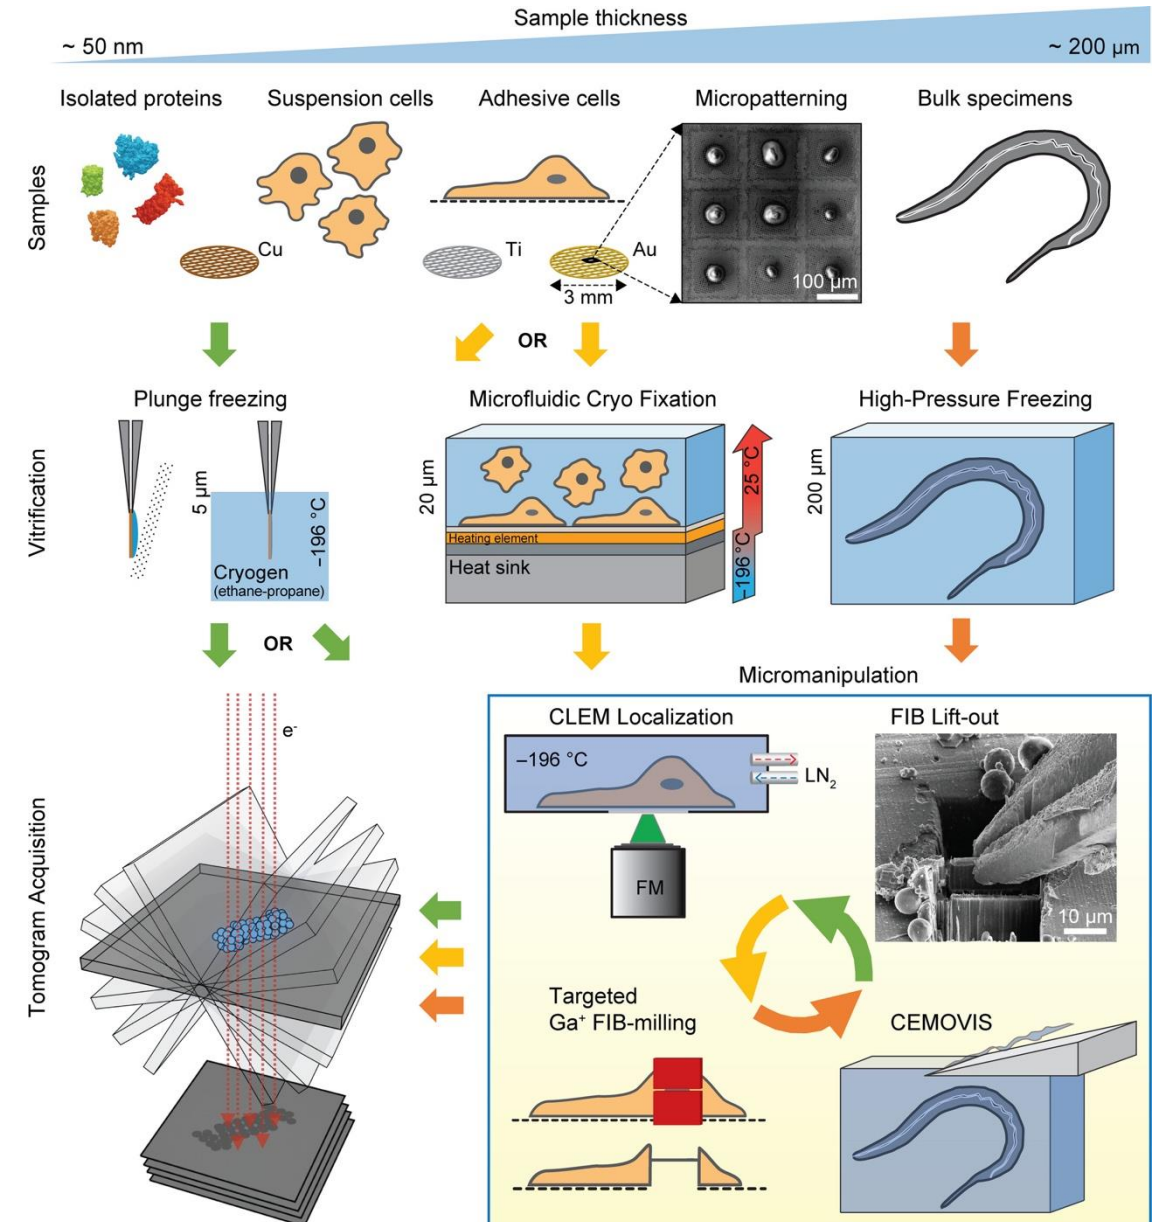 Sample thickness
~ 50 nm
~ 200 µm
Isolated proteins
Suspension cells
Adhesive cells
Micropatterning
Bulk specimens
Samples
Cu
Ti
Au
3 mm
100 µm
OR
Plunge freezing
Microfluidic Cryo Fixation
High-Pressure Freezing
Vitrification
5 µm
–196 °C
Cryogen
(ethane-propane)
20 µm
Heating element
Heat sink
25 °C
–196°C
200 µm
OR
Micromanipulation
Tomogram Acquisition
e-
CLEM Localization
–196 °C
LN2
FM
FIB Lift-out
10 µm
Targeted
Ga+ FIB-milling
CEMOVIS